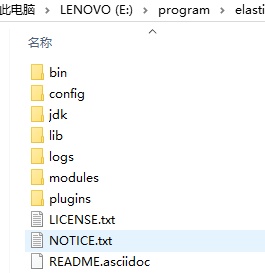 此电脑 > LENOVO (E:) > program > elasti
名称
bin
config
jdk
lib
logs
modules
plugins
LICENSE.txt
NOTICE.txt
README.asciidoc